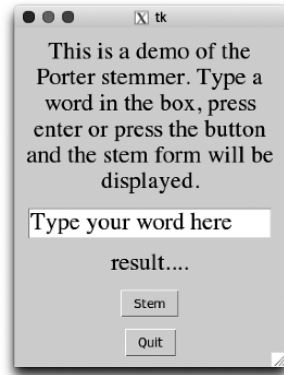 tk
This is a demo of the
Porter stemmer. Type a
word in the box, press
enter or press the button
and the stem form will be
displayed.
Type your word here
result....
Stem
Quit